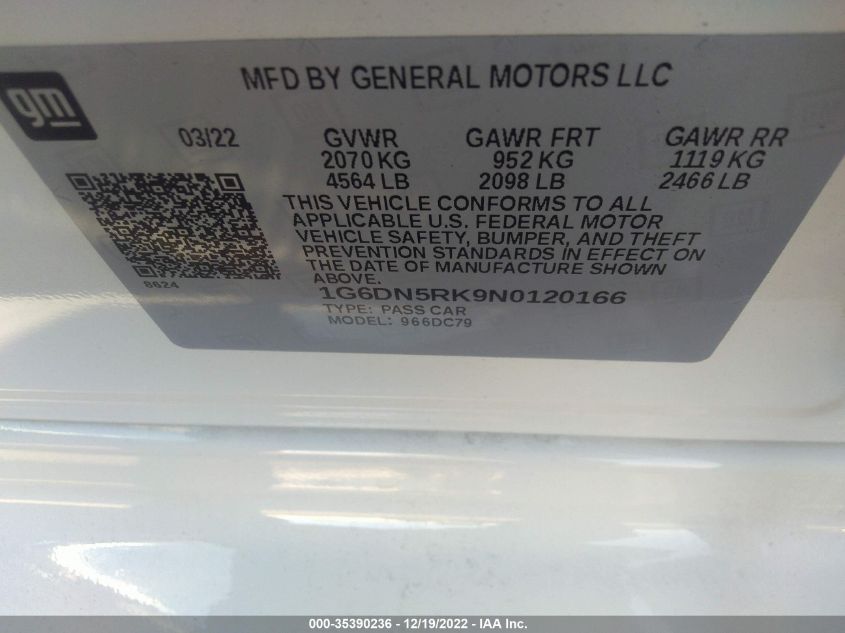 gm
MFD BY GENERAL MOTORS LLC
03/22 GVWR GAWR FRT GAWR RR
2070 KG 952 KG 1119 KG
4564 LB 2098 LB 2466 LB
THIS VEHICLE CONFORMS TO ALL
APPLICABLE U.S. FEDERAL MOTOR
VEHICLE SAFETY, BUMPER, AND THEFT
PREVENTION STANDARDS IN EFFECT ON
THE DATE OF MANUFACTURE SHOWN
ABOVE.
6624
1G6DN5RK9N0120166
TYPE: PASS CAR
MODEL: 966DC79
000-35390236 - 12/19/2022 - IAA Inc.